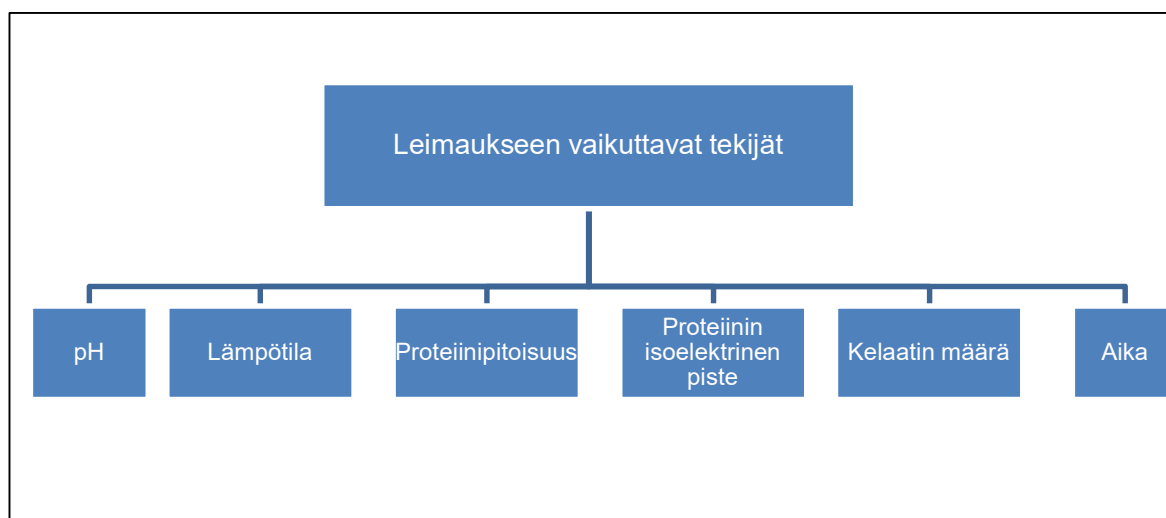 Leimaukseen vaikuttavat tekijät
pH
Lämpötila
Proteiinipitoisuus
Proteiinin
isoelektrinen
piste
Kelaatin määrä
Aika